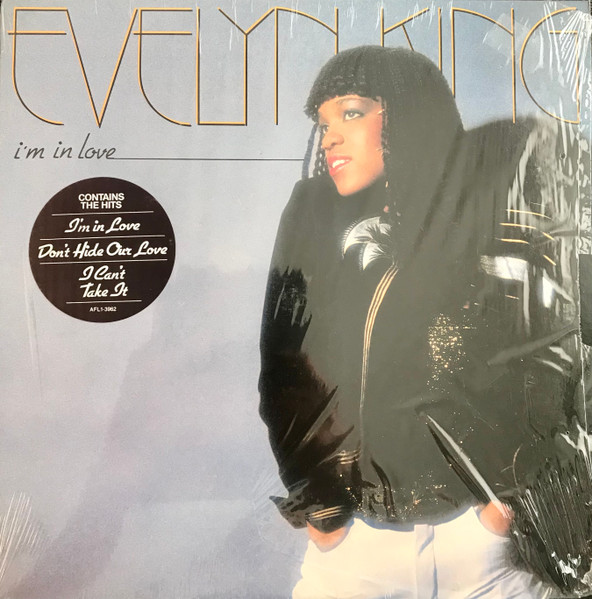 EVELYN KING
i'm in love
CONTAINS
THE HITS
I'm in Love
Don't Hide Our Love
I Can't
Take It
AFL1-3962